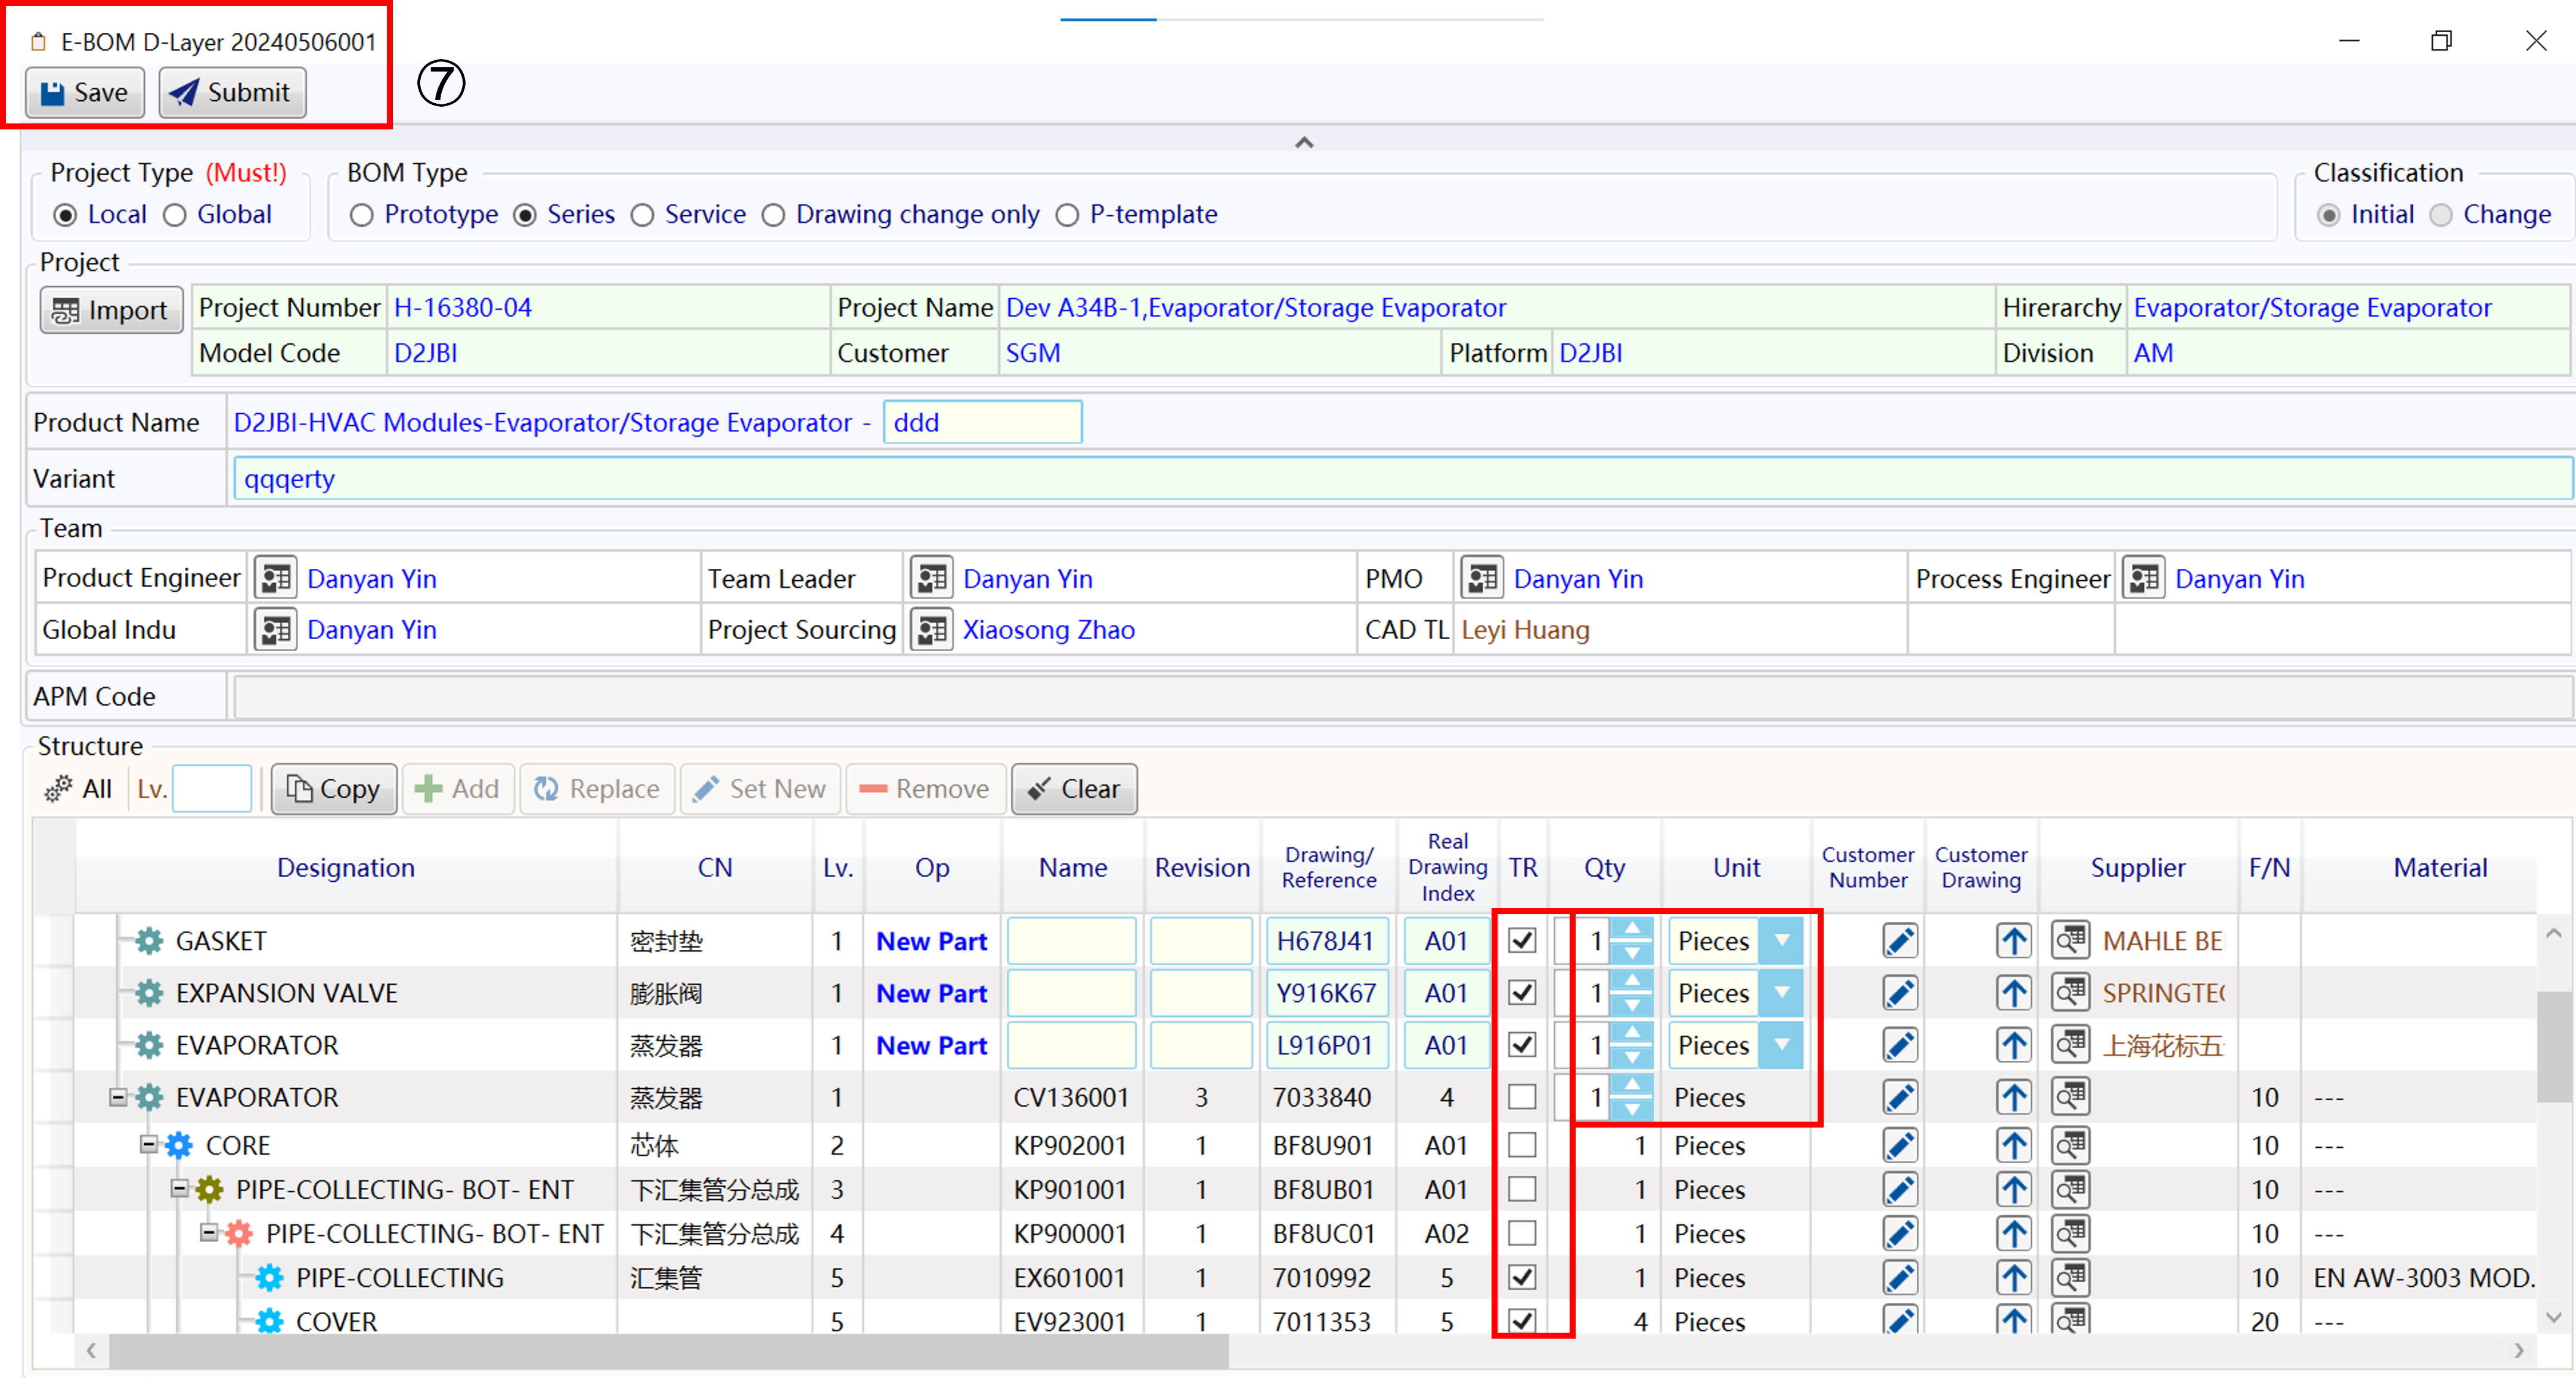 E-BOM D-Layer 20240506001
Save Submit ⑦
Project Type (Must!) BOM Type Classification
Local Global Prototype Series Service Drawing change only P-template Initial Change
Project
Import Project Number H-16380-04 Project Name Dev A34B-1,Evaporator/Storage Evaporator Hirerarchy Evaporator/Storage Evaporator
Model Code D2JBI Customer SGM Platform D2JBI Division AM
Product Name D2JBI-HVAC Modules-Evaporator/Storage Evaporator - ddd
Variant qqqerty
Team
Product Engineer Danyan Yin Team Leader Danyan Yin PMO Danyan Yin Process Engineer Danyan Yin
Global Indu Danyan Yin Project Sourcing Xiaosong Zhao CAD TL Leyi Huang
APM Code
Structure
All Lv. Copy Add Replace Set New Remove Clear
Designation CN Lv. Op Name Revision Drawing/ Reference Real Drawing Index TR Qty Unit Customer Number Customer Drawing Supplier F/N Material
GASKET 密封垫 1 New Part H678J41 A01 1 Pieces MAHLE BE
EXPANSION VALVE 膨胀阀 1 New Part Y916K67 A01 1 Pieces SPRINGTE
EVAPORATOR 蒸发器 1 New Part L916P01 A01 1 Pieces 上海花标五
EVAPORATOR 蒸发器 1 CV136001 3 7033840 4 1 Pieces 10 ---
CORE 芯体 2 KP902001 1 BF8U901 A01 1 Pieces 10 ---
PIPE-COLLECTING- BOT- ENT 下汇集管分总成 3 KP901001 1 BF8UB01 A01 1 Pieces 10 ---
PIPE-COLLECTING- BOT- ENT 下汇集管分总成 4 KP900001 1 BF8UC01 A02 1 Pieces 10 ---
PIPE-COLLECTING 汇集管 5 EX601001 1 7010992 5 1 Pieces 10 EN AW-3003 MOD.
COVER 5 EV923001 1 7011353 5 4 Pieces 20 ---